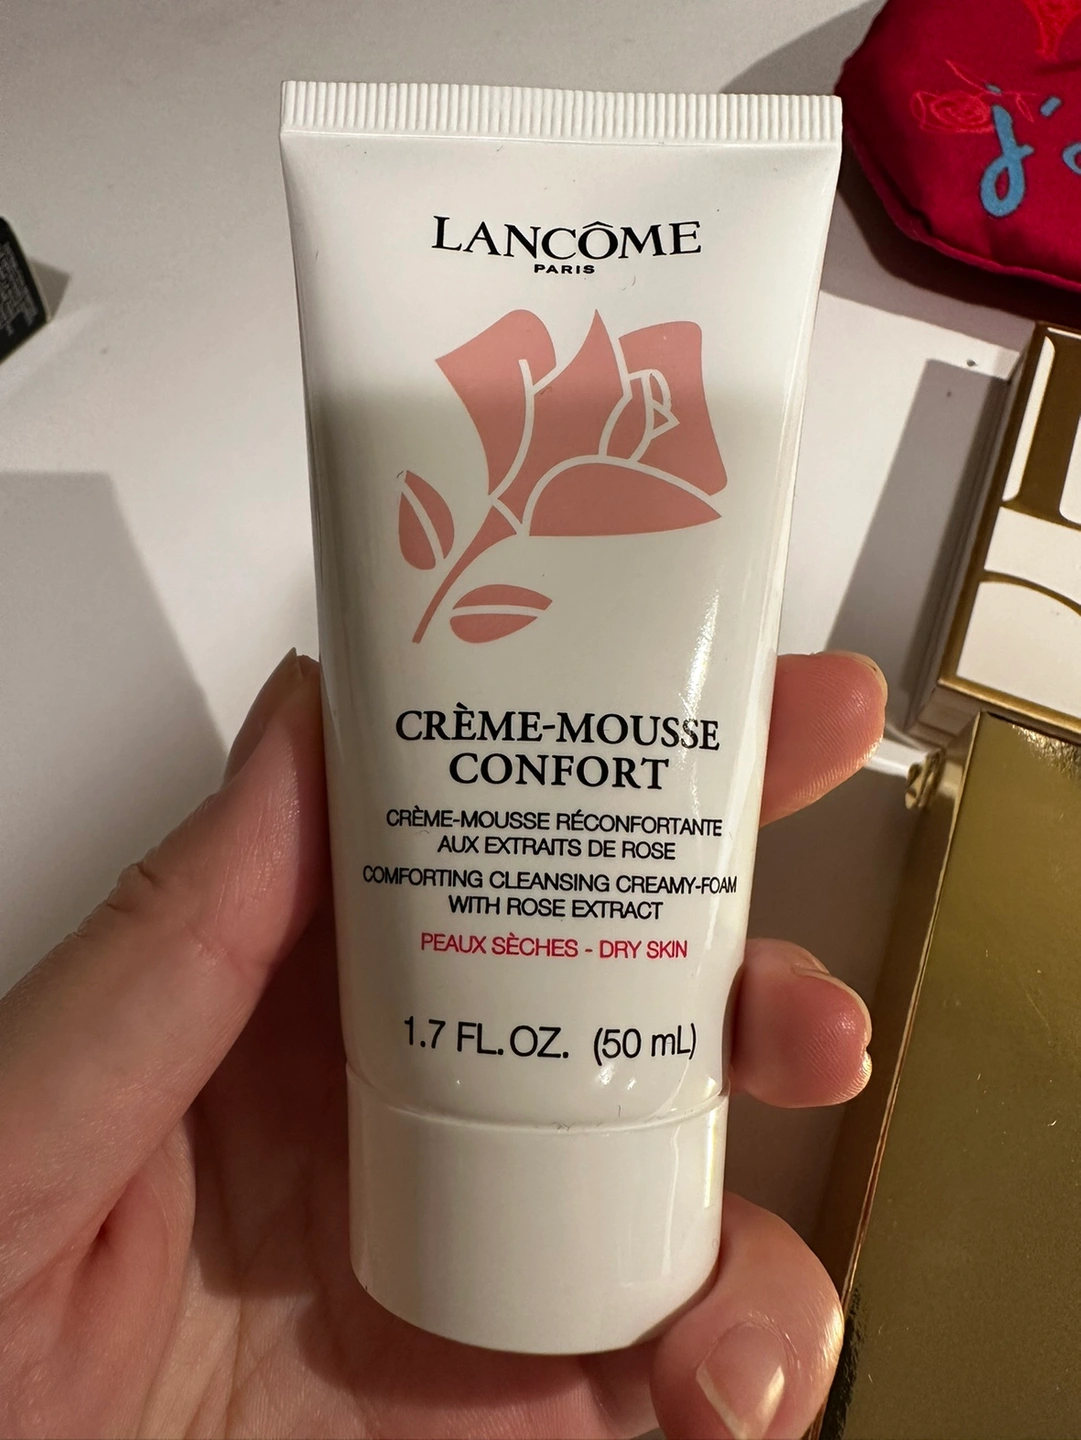 LANCÔME
PARIS
CRÈME-MOUSSE
CONFORT
CRÈME-MOUSSE RÉCONFORTANTE
AUX EXTRAITS DE ROSE
COMFORTING CLEANSING CREAMY-FOAM
WITH ROSE EXTRACT
PEAUX SÈCHES - DRY SKIN
1.7 FL.OZ. (50 mL)
j'